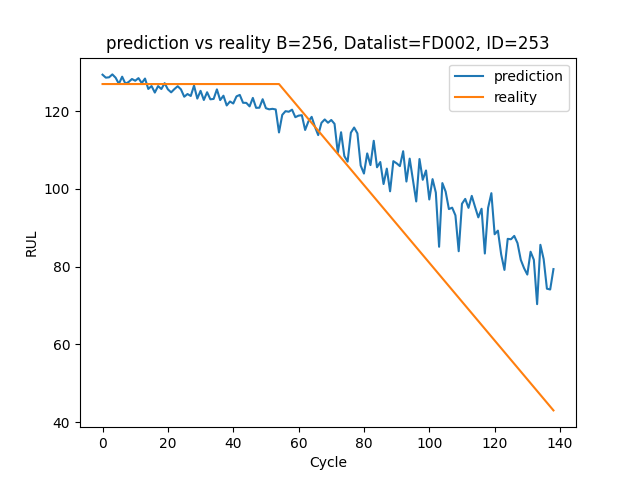 prediction vs reality B=256, Datalist=FD002, ID=253
prediction
reality
120
100
80
60
40
RUL
0 20 40 60 80 100 120 140
Cycle